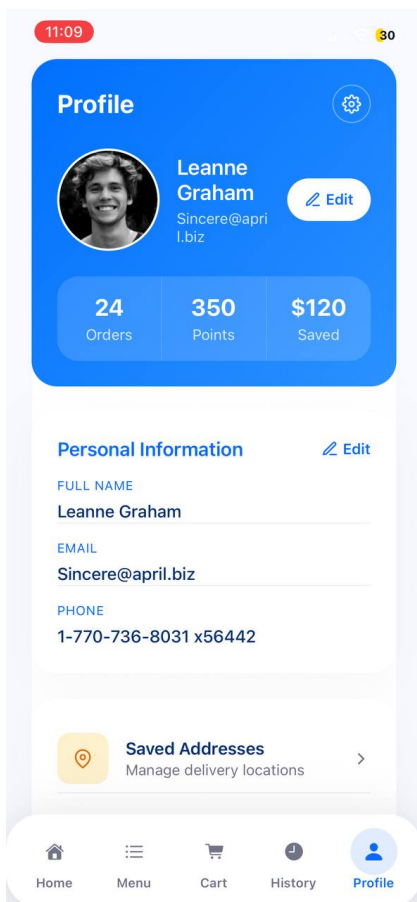 11:09
30
Profile
Leanne
Graham
Sincere@apri
l.biz
Edit
24
Orders
350
Points
$120
Saved
Personal Information
Edit
FULL NAME
Leanne Graham
EMAIL
Sincere@april.biz
PHONE
1-770-736-8031 x56442
Saved Addresses
Manage delivery locations
Home
Menu
Cart
History
Profile